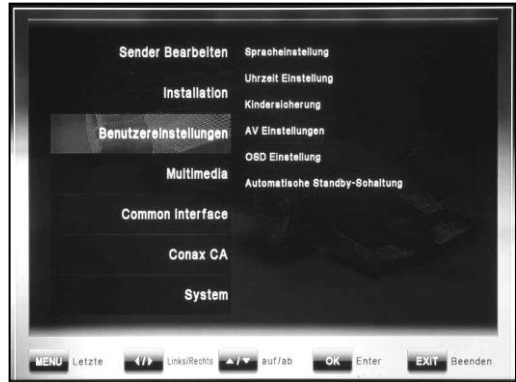 Sender Bearbeiten
Installation
Benutzereinstellungen
Multimedia
Common Interface
Conax CA
System
Spracheinstellung
Uhrzeit Einstellung
Kindersicherung
AV Einstellungen
OSD Einstellung
Automatische Standby-Schaltung
MENU Letzte Links/Rechts auf/ab OK Enter EXIT Beenden